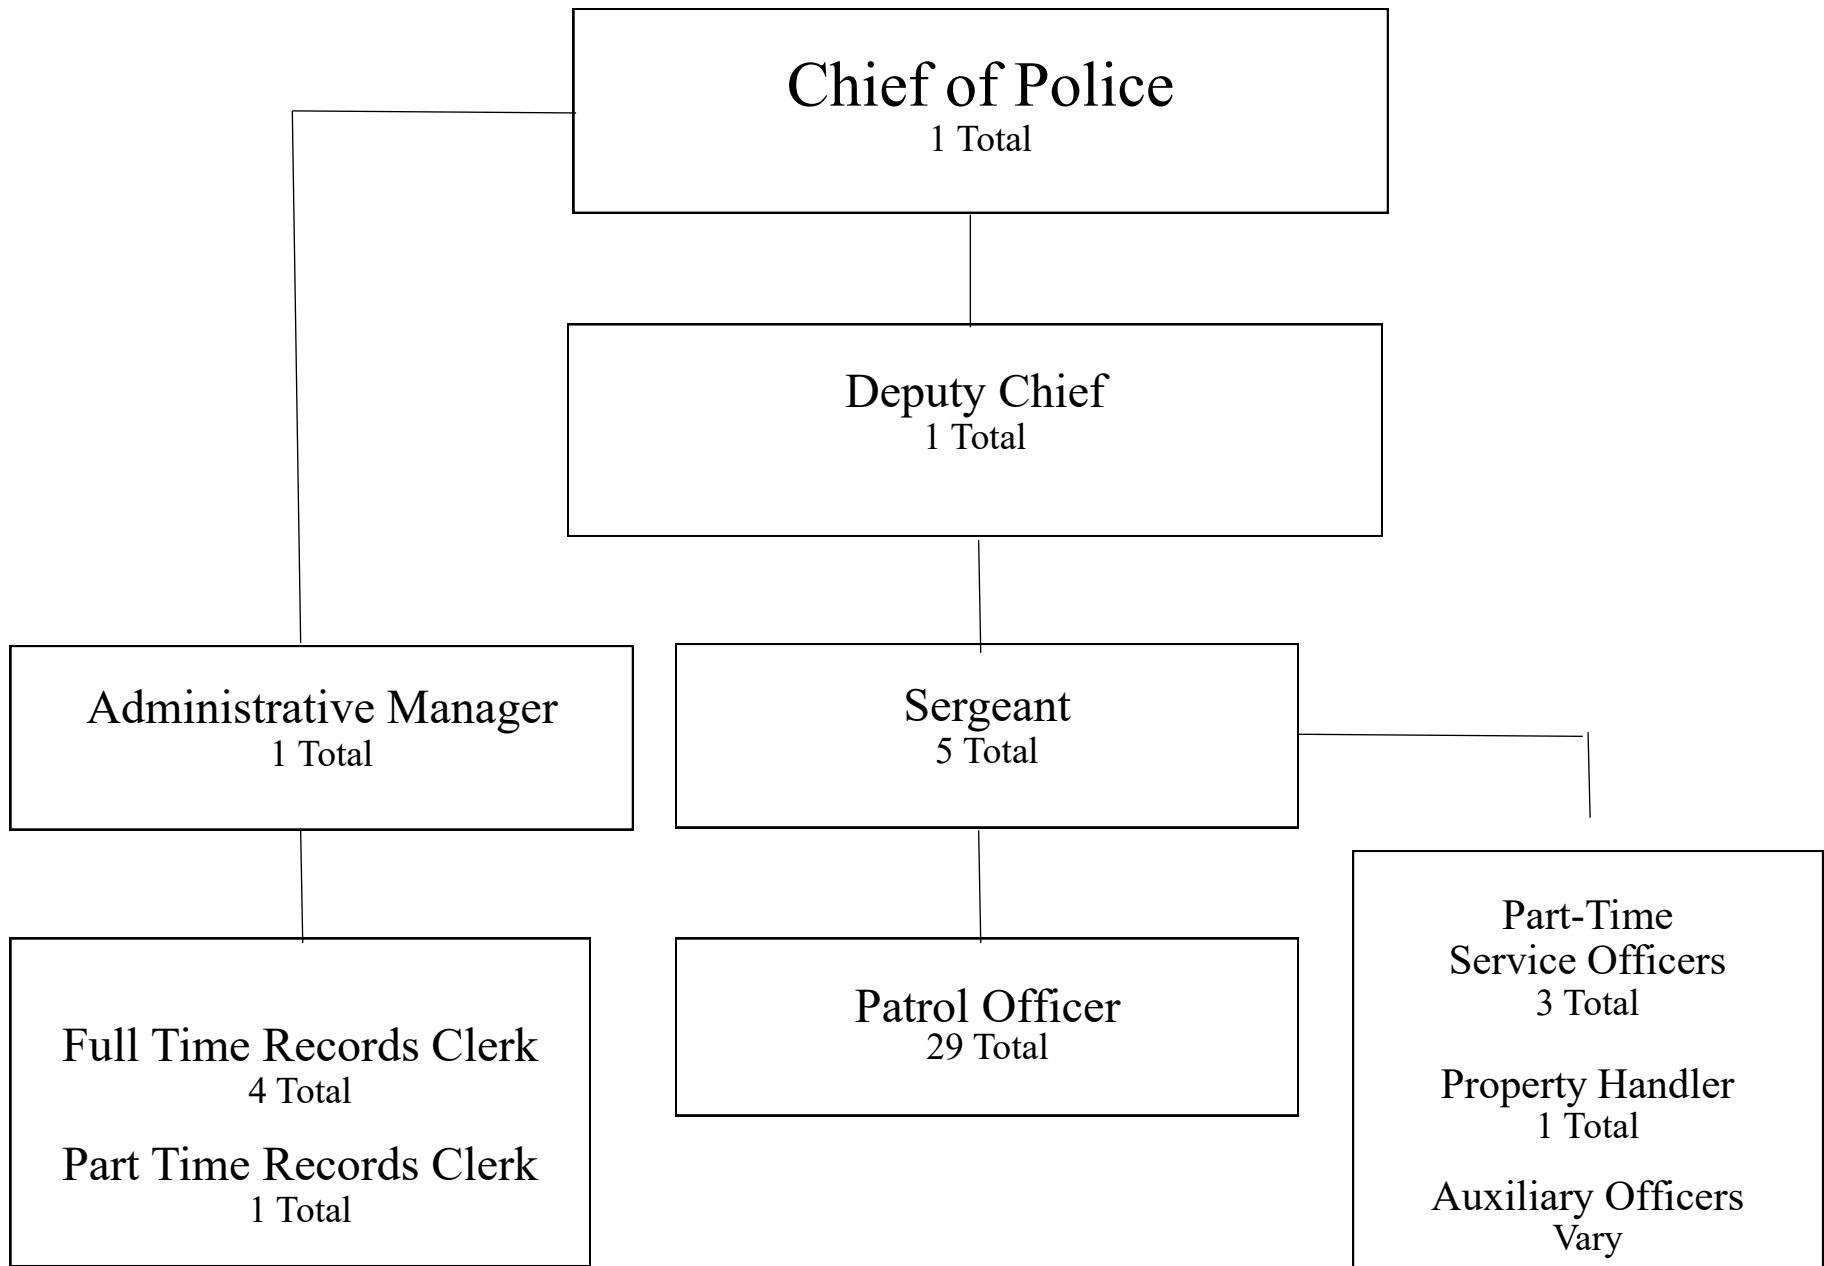 Chief of Police
1 Total
Deputy Chief
1 Total
Administrative Manager
1 Total
Sergeant
5 Total
Full Time Records Clerk
4 Total
Part Time Records Clerk
1 Total
Patrol Officer
29 Total
Part-Time
Service Officers
3 Total
Property Handler
1 Total
Auxiliary Officers
Vary